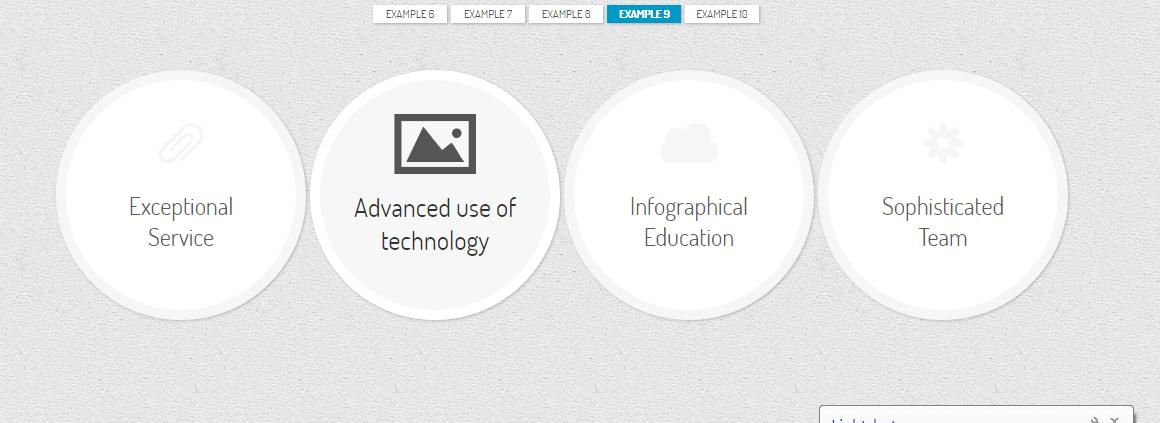 EXAMPLE 6 EXAMPLE 7 EXAMPLE 8 EXAMPLE 9 EXAMPLE 10
Exceptional
Service
Advanced use of
technology
Infographical
Education
Sophisticated
Team